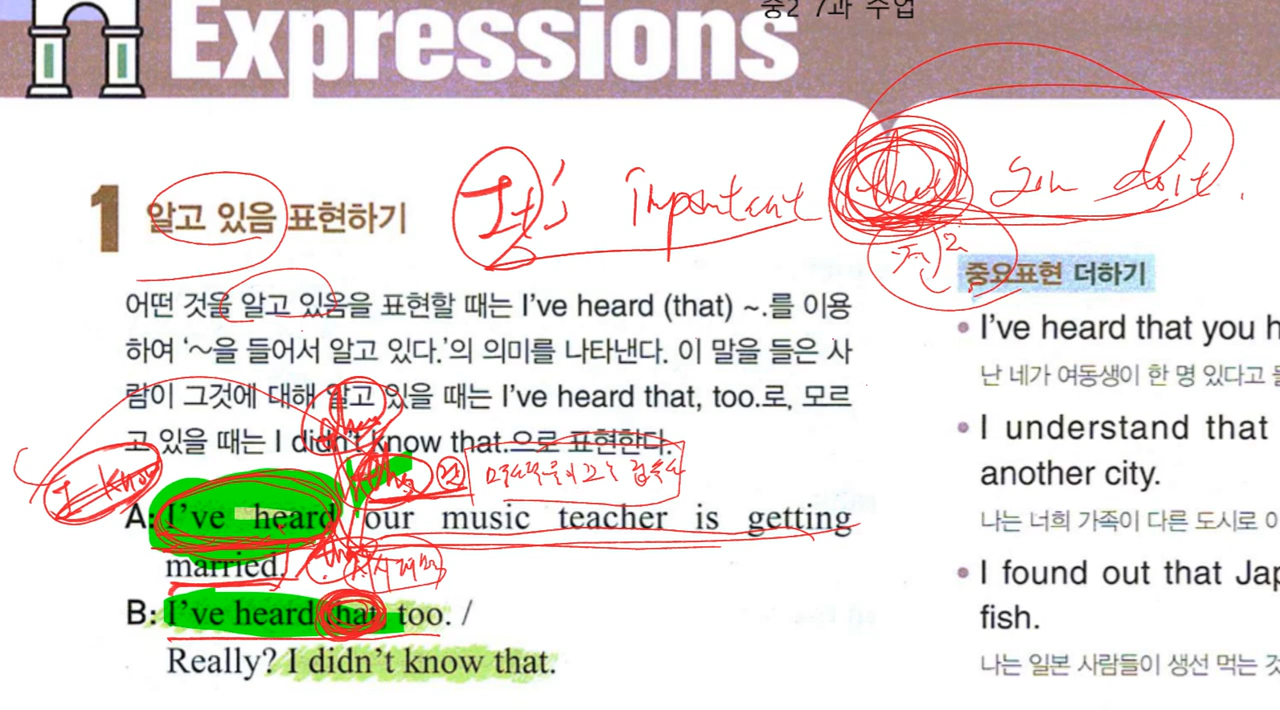 중2 7과 수업
Expressions
It's important that you do it.
1 알고 있음 표현하기
어떤 것을 알고 있음을 표현할 때는 I've heard (that) ~.를 이용
하여 '~을 들어서 알고 있다.'의 의미를 나타낸다. 이 말을 들은 사
람이 그것에 대해 알고 있을 때는 I've heard that, too.로, 모르
고 있을 때는 I didn't know that.으로 표현한다.
I know
that
A: I've heard our music teacher is getting
married.
B: I've heard that, too. /
Really? I didn't know that.
중요표현 더하기
I've heard that you h
난 네가 여동생이 한 명 있다고 들
I understand that
another city.
나는 너희 가족이 다른 도시로 이
I found out that Jap
fish.
나는 일본 사람들이 생선 먹는 것